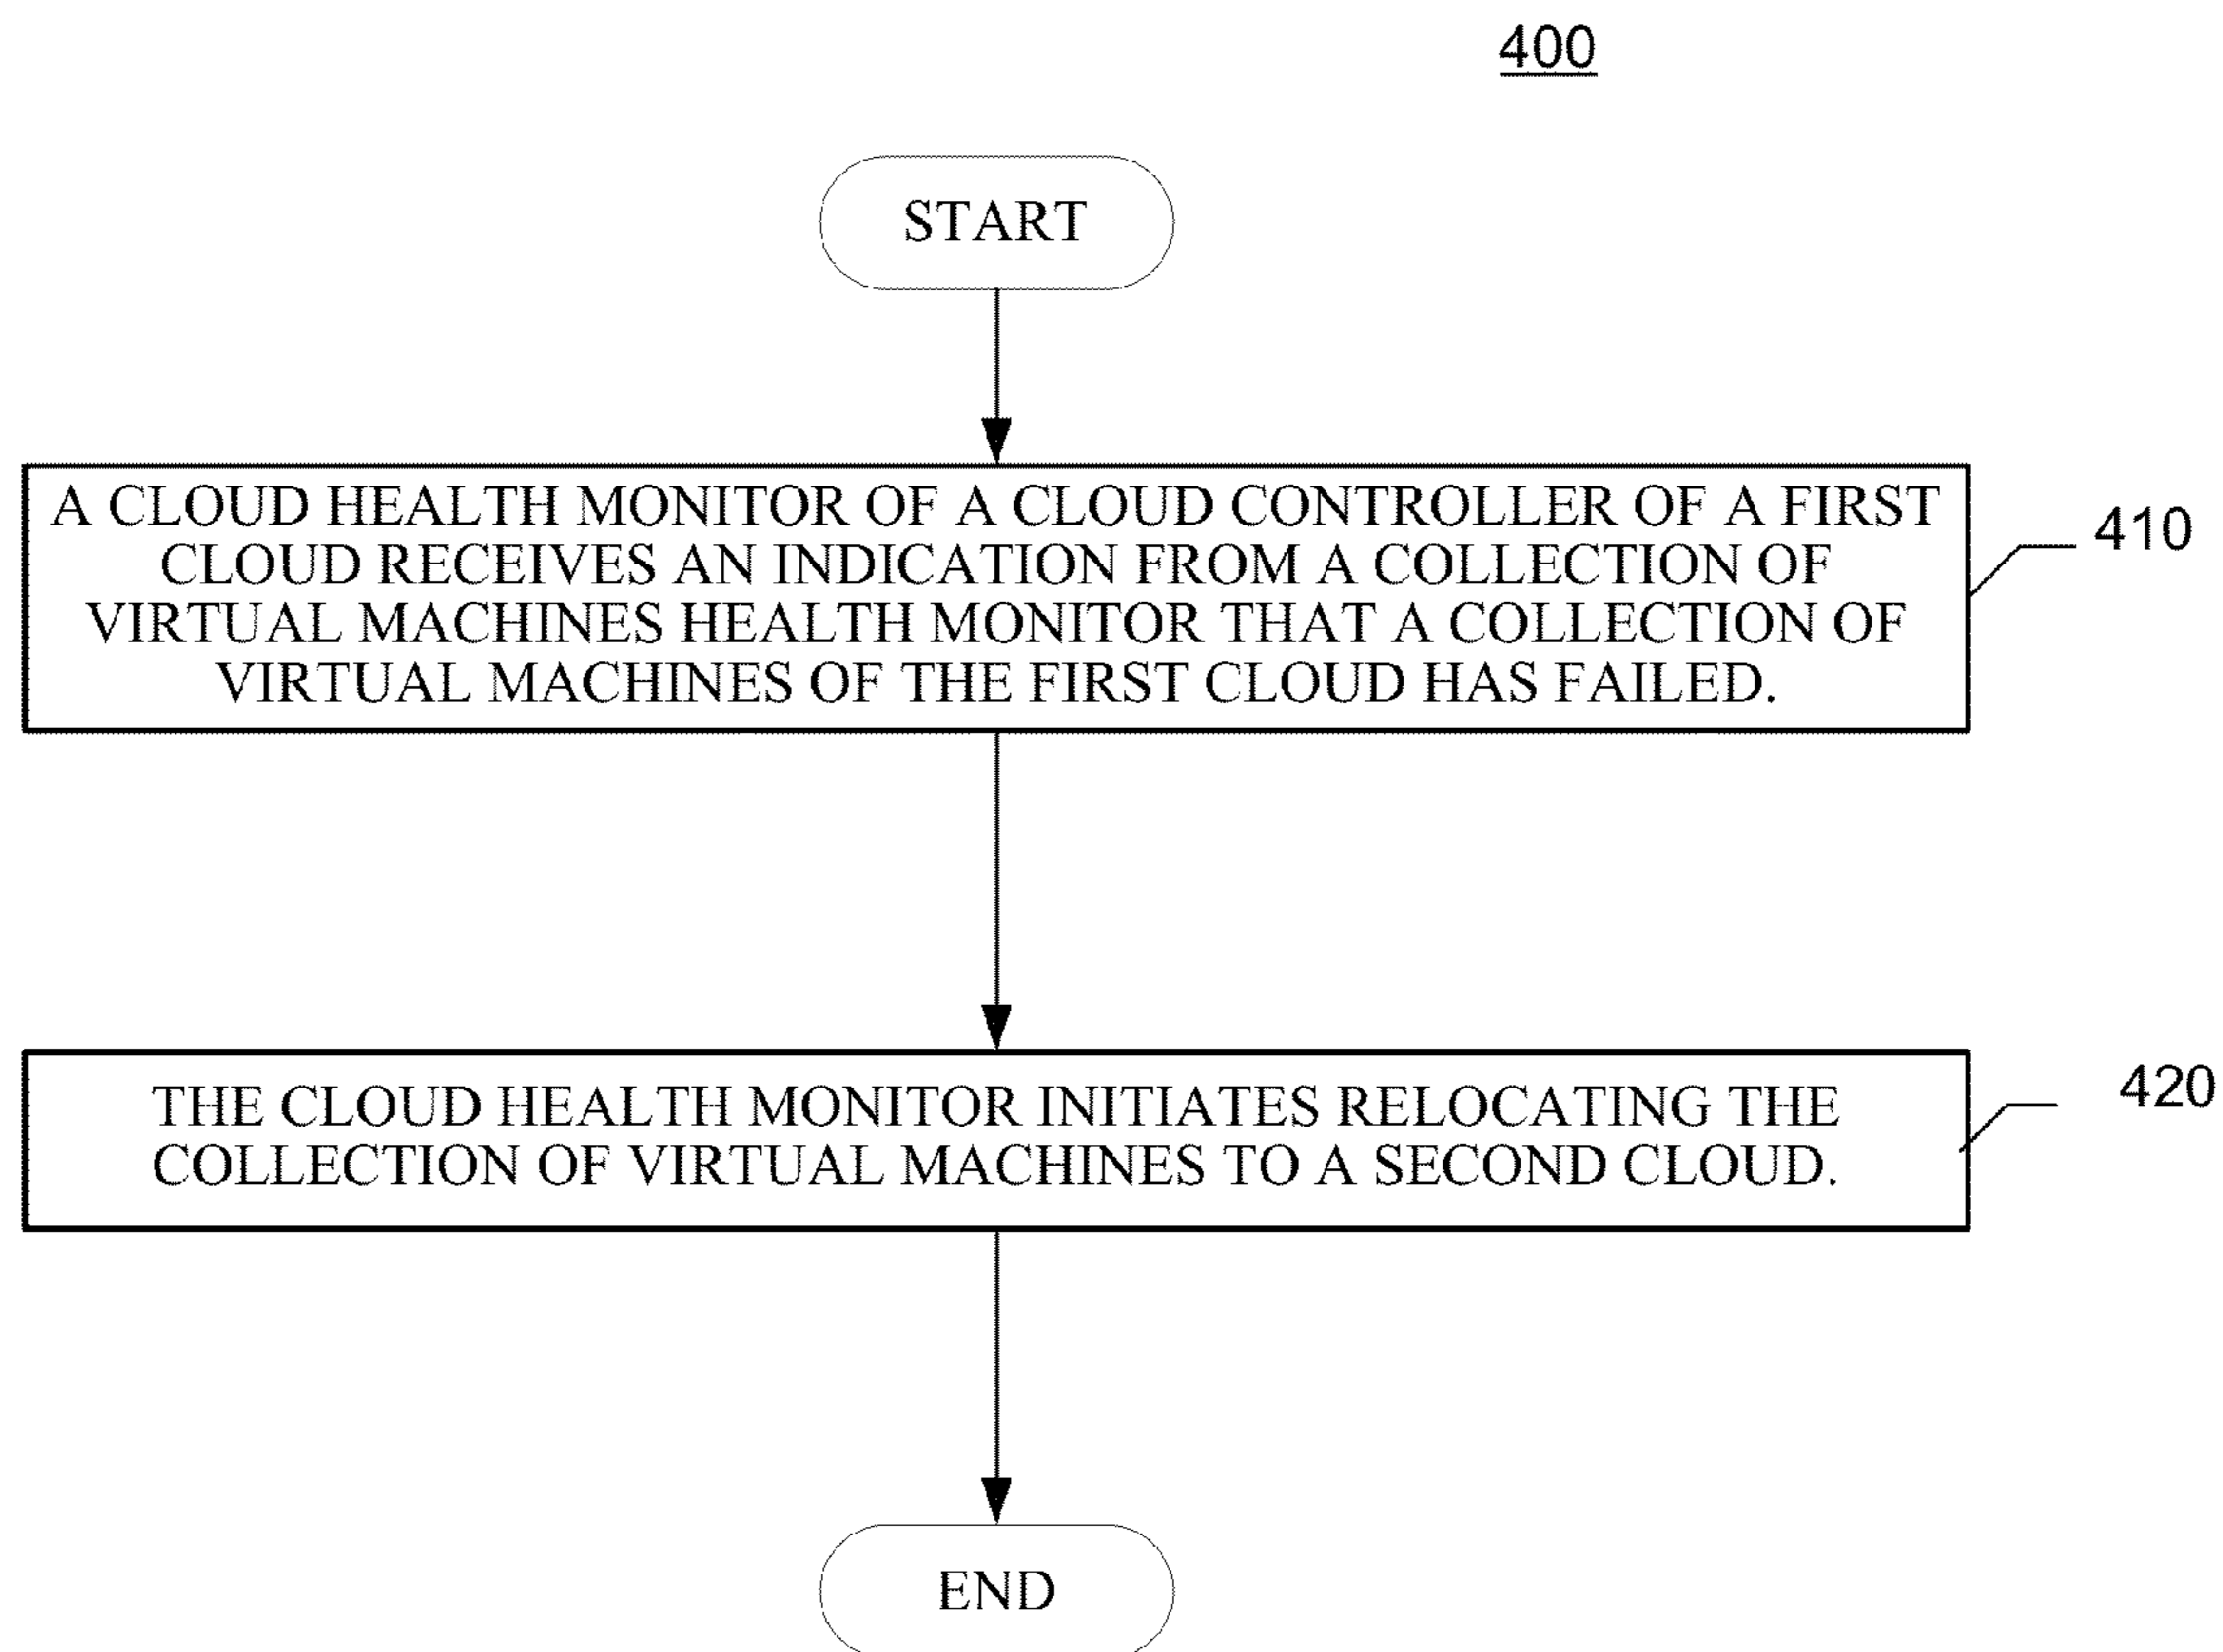 400
START
A CLOUD HEALTH MONITOR OF A CLOUD CONTROLLER OF A FIRST
CLOUD RECEIVES AN INDICATION FROM A COLLECTION OF
VIRTUAL MACHINES HEALTH MONITOR THAT A COLLECTION OF
VIRTUAL MACHINES OF THE FIRST CLOUD HAS FAILED.
410
THE CLOUD HEALTH MONITOR INITIATES RELOCATING THE
COLLECTION OF VIRTUAL MACHINES TO A SECOND CLOUD.
420
END